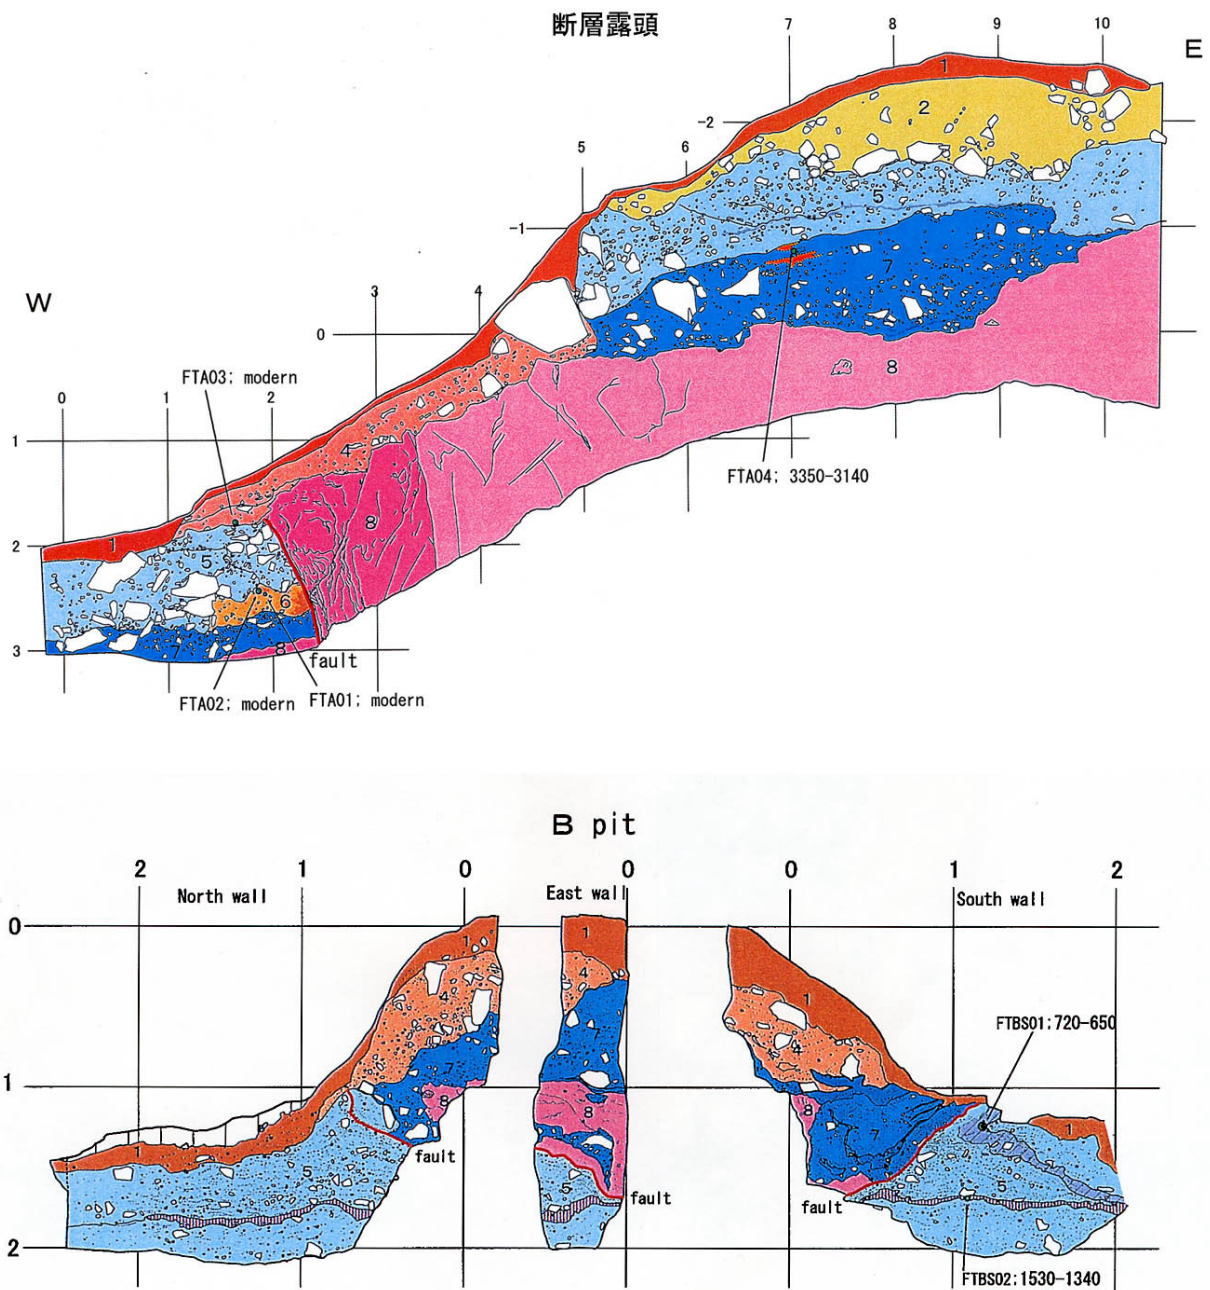 断層露頭
7 8 9 10
E
1
2
-2
5 6
5
-1
7
W
3 4
0
8
FTA03; modern
0 1 2
1
4
FTA04; 3350-3140
8
1
2
5
6
3
7
8
fault
FTA02; modern
FTA01; modern
B pit
2 1 0 0 0 1 2
North wall
East wall
South wall
0
1
1
1
4
4
4
FTBS01:720-650
7
7
1
8
8
8
7
1
1
fault
5
5
5
fault
fault
2
FTBS02:1530-1340